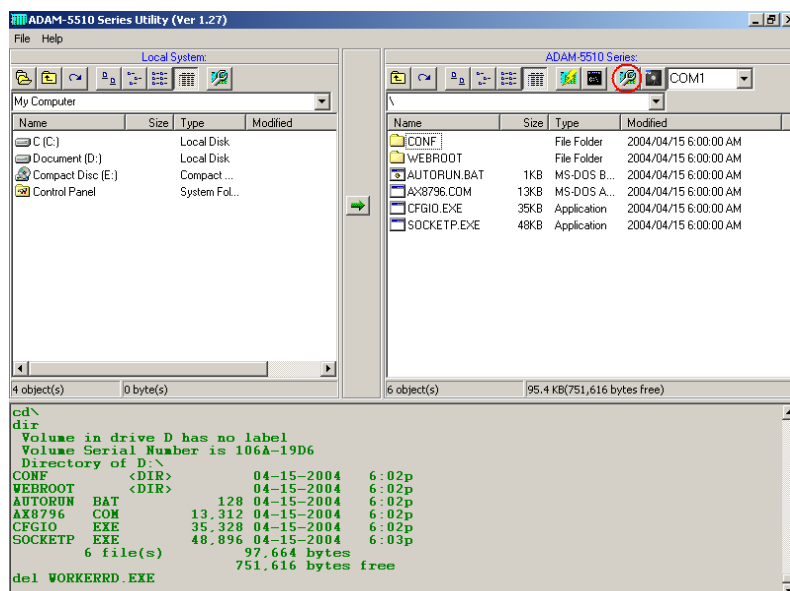 ADAM-5510 Series Utility (Ver 1.27)
File Help
Local System:
My Computer
Name Size Type Modified
C (C:) Local Disk
Document (D:) Local Disk
Compact Disc (E:) Compact ...
Control Panel System Fol...
4 object(s) 0 byte(s)
ADAM-5510 Series:
COM1
\
Name Size Type Modified
CONF File Folder 2004/04/15 6:00:00 AM
WEBROOT File Folder 2004/04/15 6:00:00 AM
AUTORUN.BAT 1KB MS-DOS B... 2004/04/15 6:00:00 AM
AX8796.COM 13KB MS-DOS A... 2004/04/15 6:00:00 AM
CFGIO.EXE 35KB Application 2004/04/15 6:00:00 AM
SOCKETP.EXE 48KB Application 2004/04/15 6:00:00 AM
6 object(s) 95.4 KB(751,616 bytes free)
cd\
dir
Volume in drive D has no label
Volume Serial Number is 106A-19D6
Directory of D:\
CONF <DIR> 04-15-2004 6:02p
WEBROOT <DIR> 04-15-2004 6:02p
AUTORUN BAT 128 04-15-2004 6:02p
AX8796 COM 13,312 04-15-2004 6:02p
CFGIO EXE 35,328 04-15-2004 6:02p
SOCKETP EXE 48,896 04-15-2004 6:03p
6 file(s) 97,664 bytes
751,616 bytes free
del WORKERRD.EXE